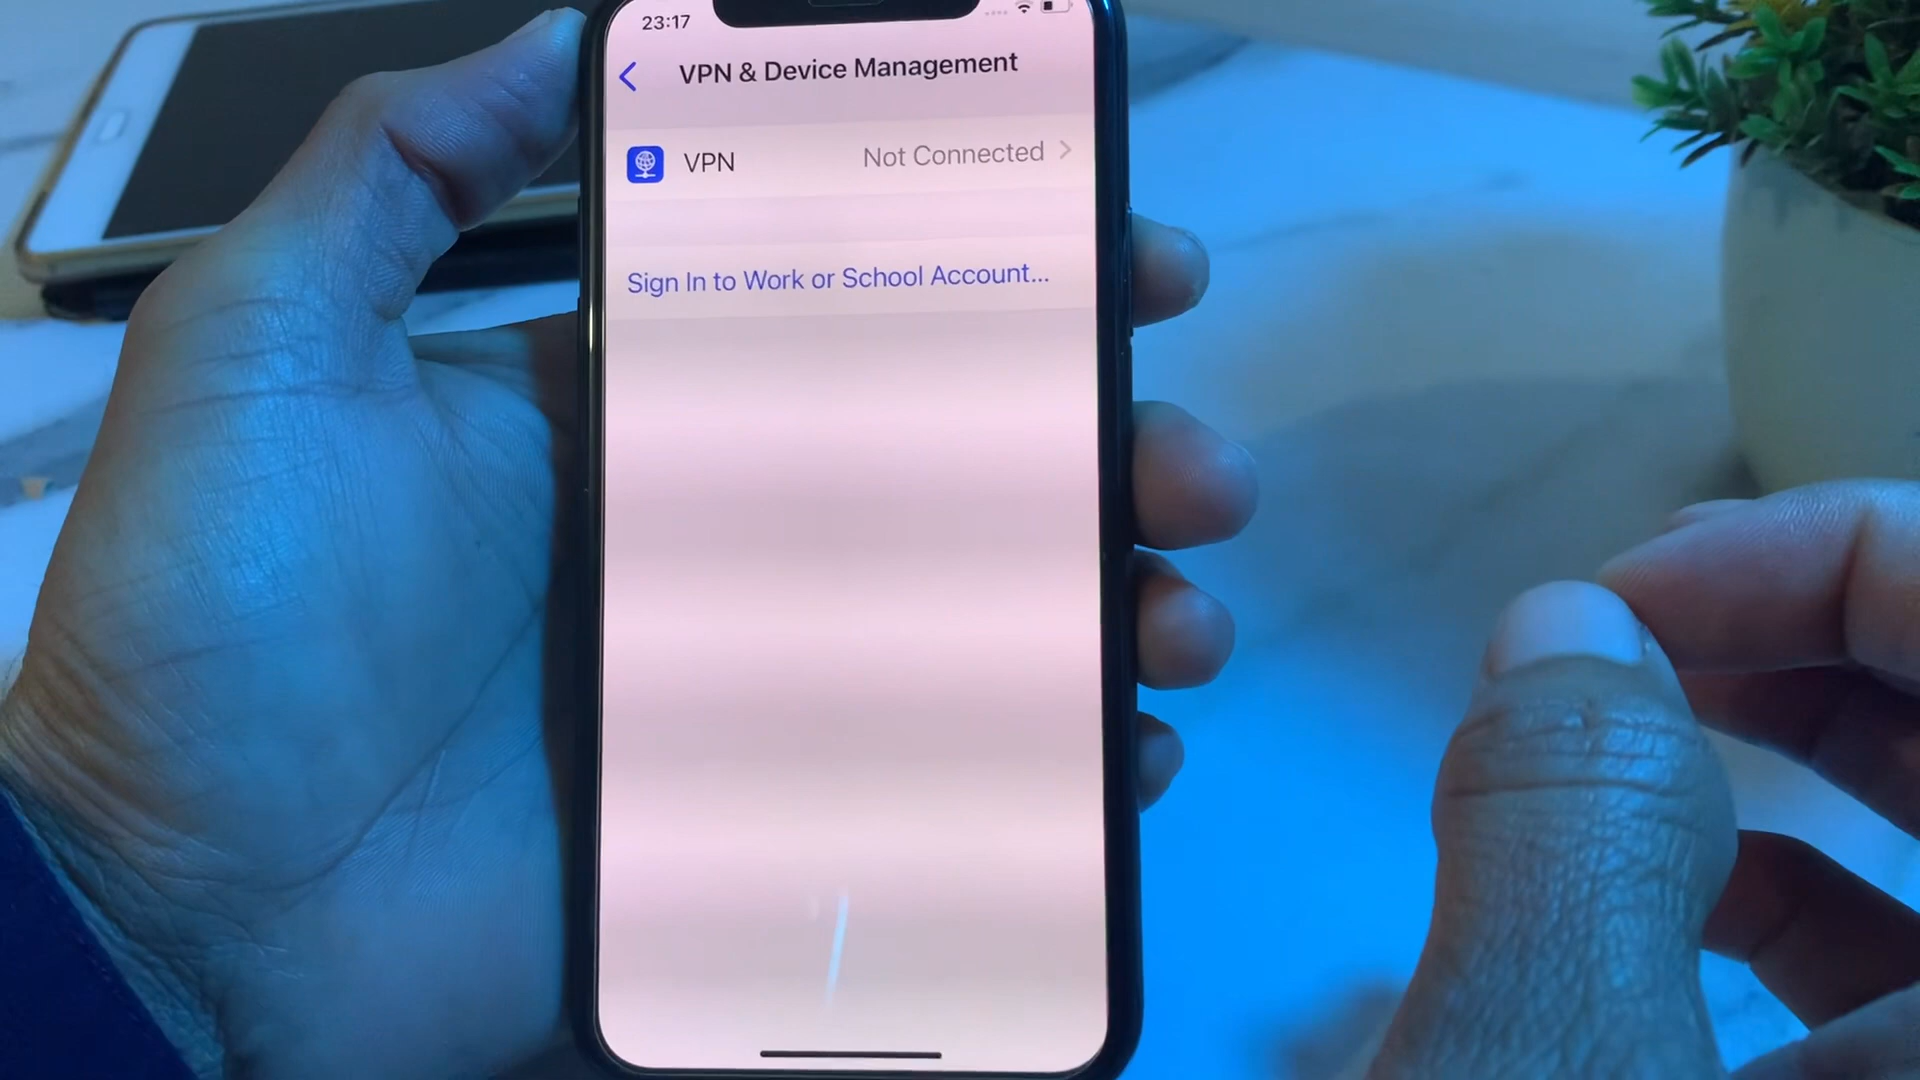 23:17
VPN & Device Management
VPN
Not Connected
Sign In to Work or School Account...